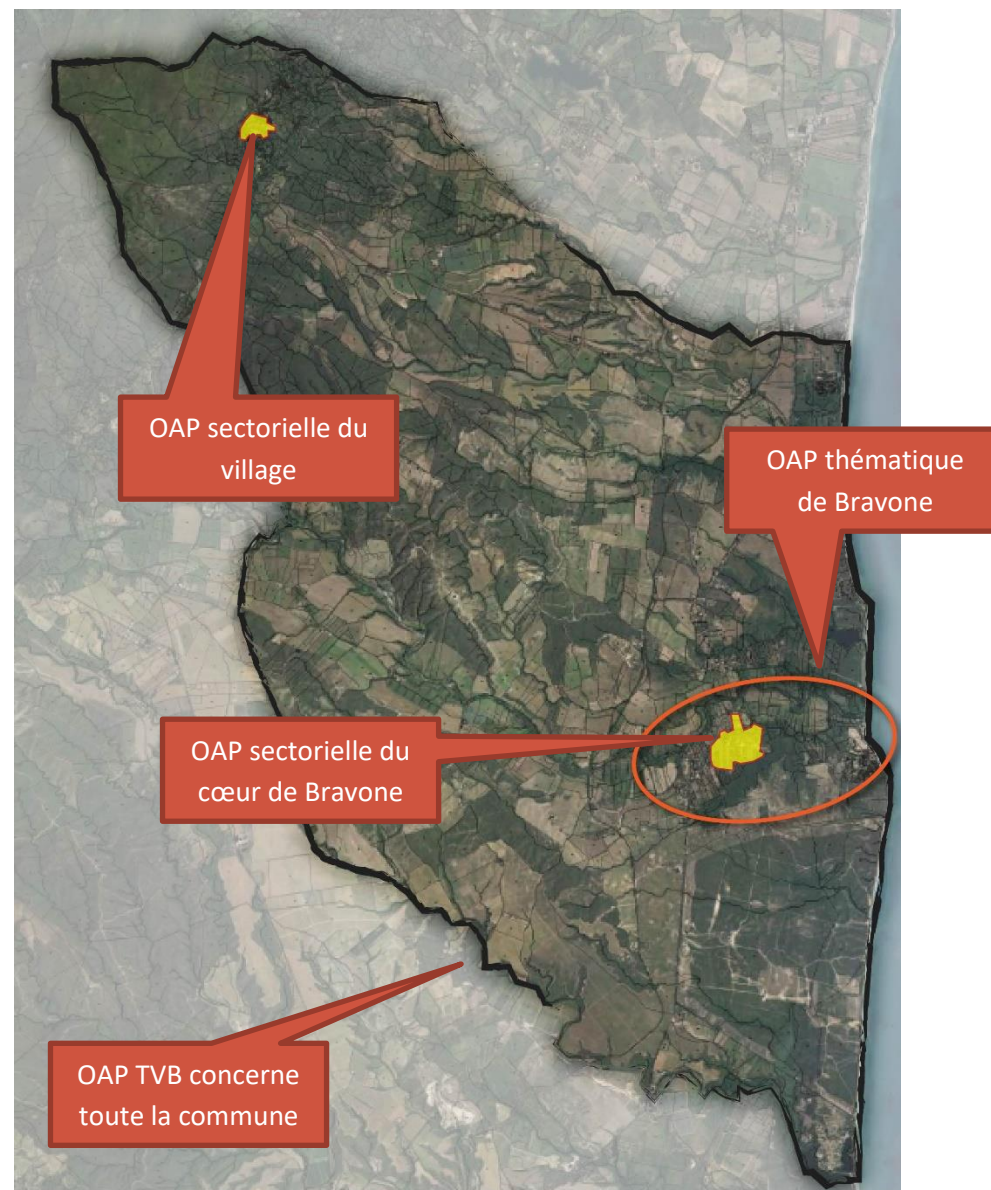 OAP sectorielle du
village
OAP thématique
de Bravone
OAP sectorielle du
cœur de Bravone
OAP TVB concerne
toute la commune